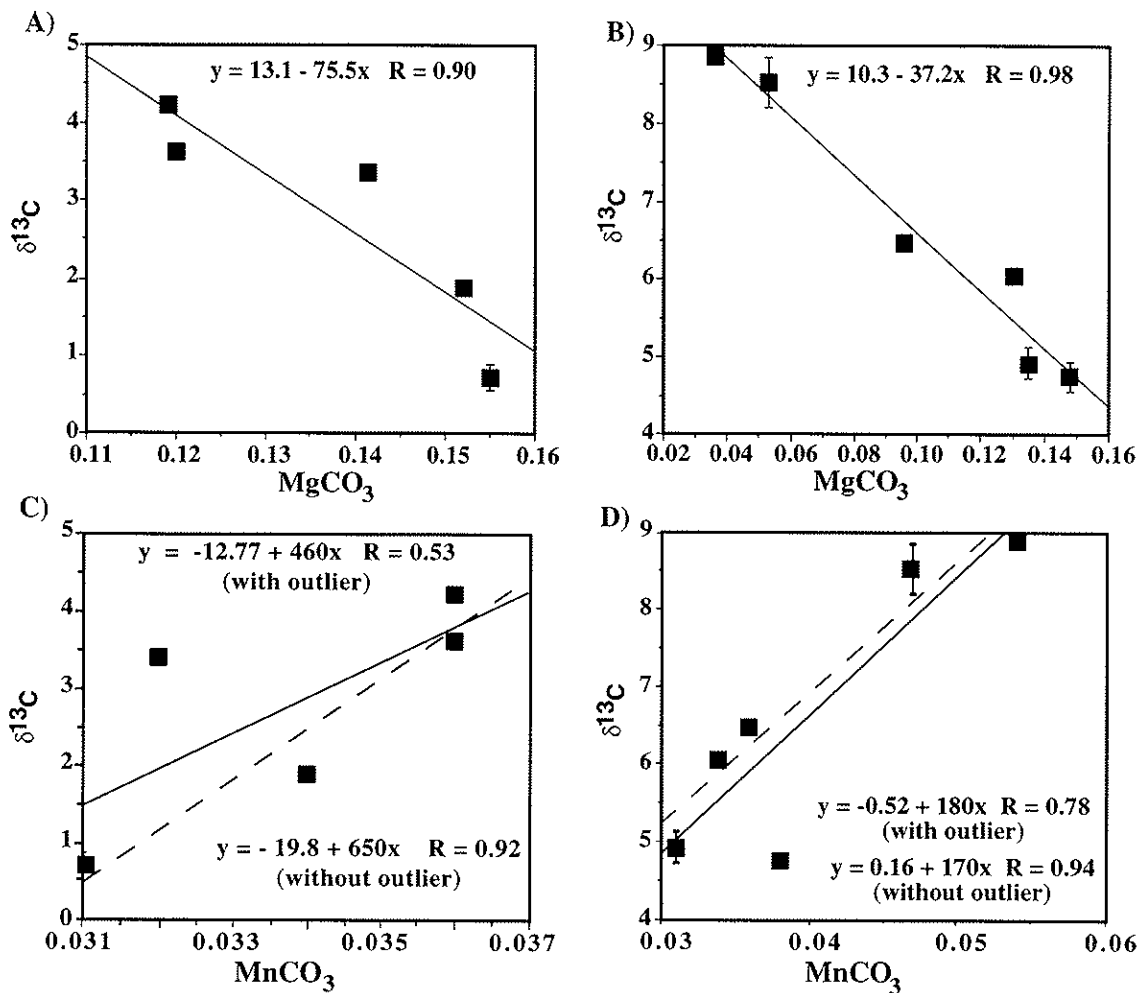 A)
y = 13.1 - 75.5x R = 0.90
5
4
3
2
1
0
δ13C
0.11 0.12 0.13 0.14 0.15 0.16
MgCO3
B)
y = 10.3 - 37.2x R = 0.98
9
8
7
6
5
4
δ13C
0.02 0.04 0.06 0.08 0.10 0.12 0.14 0.16
MgCO3
C)
y = -12.77 + 460x R = 0.53
(with outlier)
5
4
3
2
1
0
δ13C
y = - 19.8 + 650x R = 0.92
(without outlier)
0.031 0.033 0.035 0.037
MnCO3
D)
9
8
7
6
5
4
δ13C
y = -0.52 + 180x R = 0.78
(with outlier)
y = 0.16 + 170x R = 0.94
(without outlier)
0.03 0.04 0.05 0.06
MnCO3